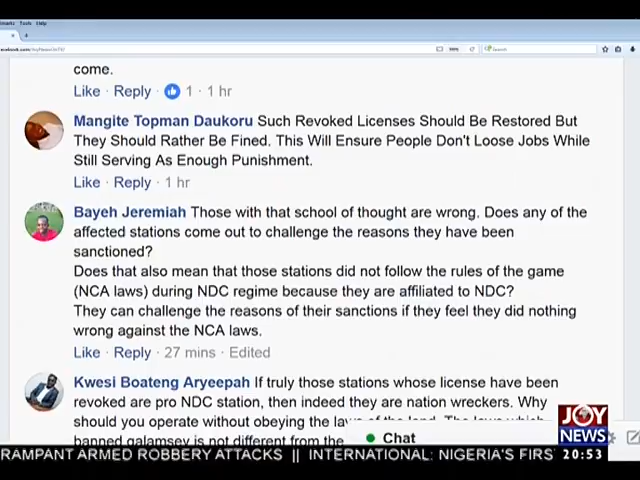 Tools Help
90%
Search
come.
Like · Reply · 1 · 1 hr
Mangite Topman Daukoru Such Revoked Licenses Should Be Restored But
They Should Rather Be Fined, This Will Ensure People Don't Loose Jobs While
Still Serving As Enough Punishment.
Like · Reply · 1 hr
Bayeh Jeremiah Those with that school of thought are wrong. Does any of the
affected stations come out to challenge the reasons they have been
sanctioned?
Does that also mean that those stations did not follow the rules of the game
(NCA laws) during NDC regime because they are affiliated to NDC?
They can challenge the reasons of their sanctions if they feel they did nothing
wrong against the NCA laws.
Like · Reply · 27 mins · Edited
Kwesi Boateng Aryeepah If truly those stations whose license have been
revoked are pro NDC station, then indeed they are nation wreckers. Why
should you operate without obeying the laws of the land. The laws which
banned galamsey is not different from the
Chat
JOY
NEWS
RAMPANT ARMED ROBBERY ATTACKS || INTERNATIONAL: NIGERIA'S FIRS
20:53